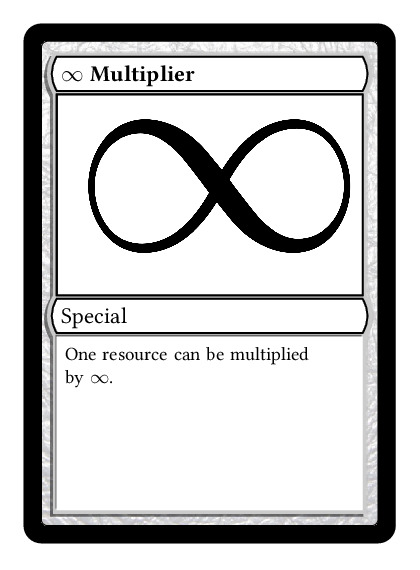 ∞ Multiplier
Special
One resource can be multiplied
by ∞.